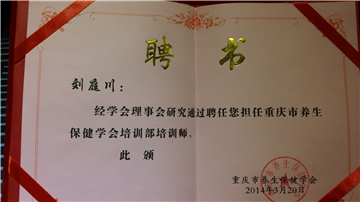 聘书
刘庭川：
经学会理事会研究通过聘任您担任重庆市养生
保健学会培训部培训师。
此颁
重庆市养生保健学会
2014年3月20日